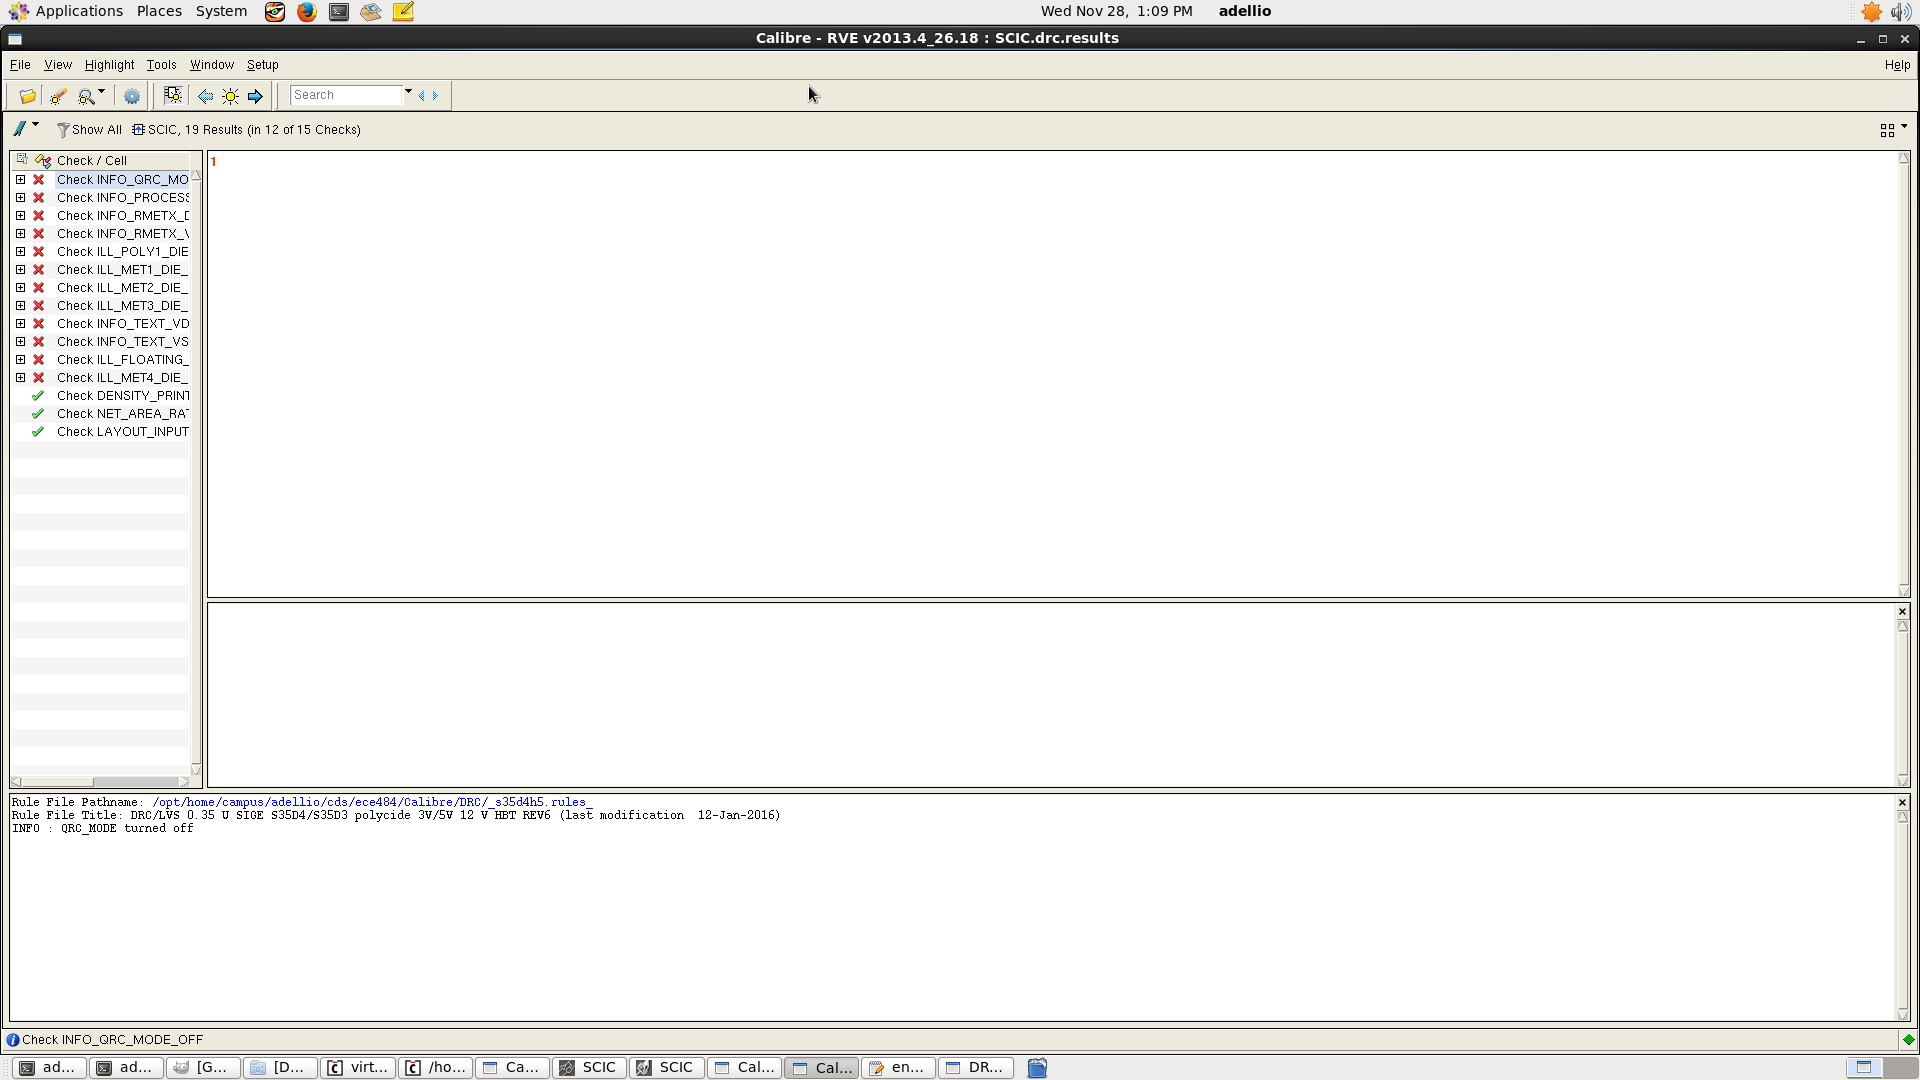 Applications Places System
Wed Nov 28, 1:09 PM adellio
Calibre - RVE v2013.4_26.18 : SCIC.drc.results
File View Highlight Tools Window Setup Help
Search
Show All SCIC, 19 Results (in 12 of 15 Checks)
Check / Cell
1
Check INFO_QRC_MO
Check INFO_PROCESS
Check INFO_RMETX_D
Check INFO_RMETX_V
Check ILL_POLY1_DIE
Check ILL_MET1_DIE_
Check ILL_MET2_DIE_
Check ILL_MET3_DIE_
Check INFO_TEXT_VD
Check INFO_TEXT_VS
Check ILL_FLOATING_
Check ILL_MET4_DIE_
Check DENSITY_PRINT
Check NET_AREA_RAT
Check LAYOUT_INPUT
Rule File Pathname: /opt/home/campus/adellio/cds/ece484/Calibre/DRC/_s35d4h5.rules_
Rule File Title: DRC/LVS 0.35 U SIGE S35D4/S35D3 polycide 3V/5V 12 V HBT REV6 (last modification 12-Jan-2016)
INFO : QRC_MODE turned off
Check INFO_QRC_MODE_OFF
ad... ad... [G... [D... virt... /ho... Ca... SCIC SCIC Cal... Cal... en... DR...